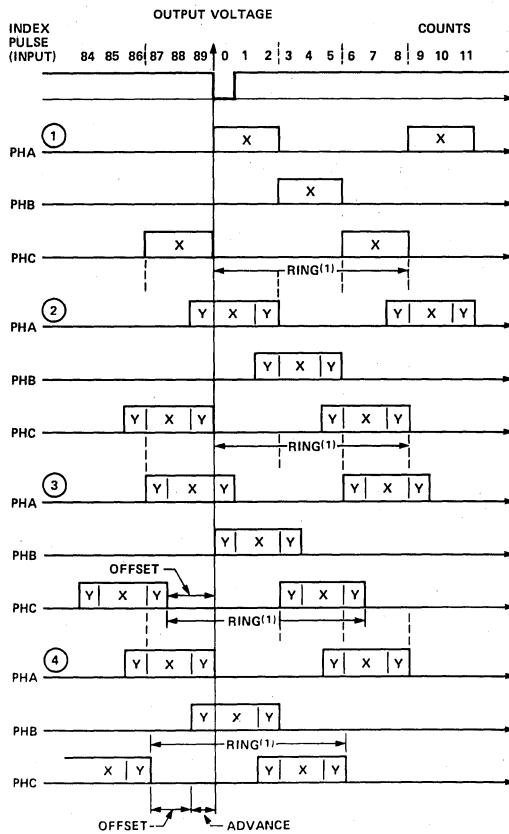 OUTPUT VOLTAGE
INDEX PULSE (INPUT)
COUNTS
84 85 86 87 88 89 0 1 2 3 4 5 6 7 8 9 10 11
1
PHA X X
PHB X
PHC X X
RING(1)
2
PHA Y X Y Y X Y
PHB Y X Y
PHC Y X Y Y X Y
RING(1)
3
PHA Y X Y Y X Y
PHB Y X Y
OFFSET
PHC Y X Y Y X Y
RING(1)
4
PHA Y X Y Y X Y
PHB Y X Y
RING(1)
PHC X Y Y X Y
OFFSET ADVANCE